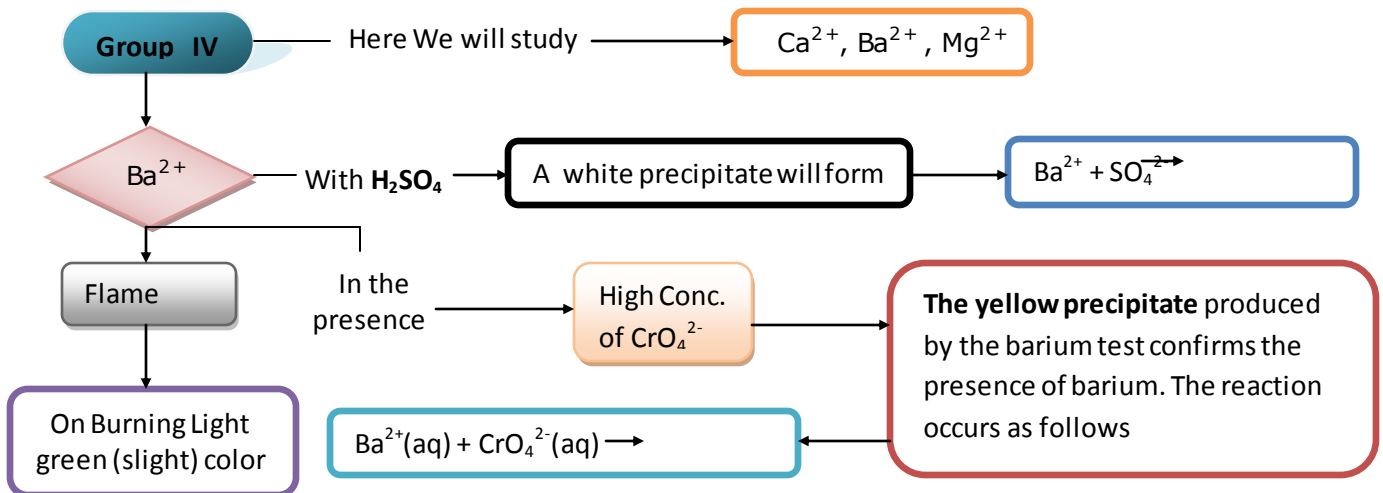 Group IV
Here We will study
Ca²⁺, Ba²⁺ , Mg²⁺
Ba²⁺
With H₂SO₄
A white precipitate will form
Ba²⁺ + SO₄²⁻ →
Flame
In the
presence
High Conc.
of CrO₄²⁻
The yellow precipitate produced
by the barium test confirms the
presence of barium. The reaction
occurs as follows
On Burning Light
green (slight) color
Ba²⁺(aq) + CrO₄²⁻(aq) →